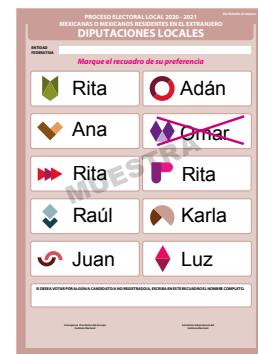 PROCESO ELECTORAL LOCAL 2020 - 2021
MEXICANAS O MEXICANOS RESIDENTES EN EL EXTRANJERO
DIPUTACIONES LOCALES
ENTIDAD
FEDERATIVA
Marque el recuadro de su preferencia
Rita
Adán
Ana
Omar
Rita
Rita
MUESTRA
Raúl
Karla
Juan
Luz
SI DESEA VOTAR POR ALGUNA CANDIDATO/A NO REGISTRADO/A, ESCRIBA EN ESTE RECUADRO EL NOMBRE COMPLETO.